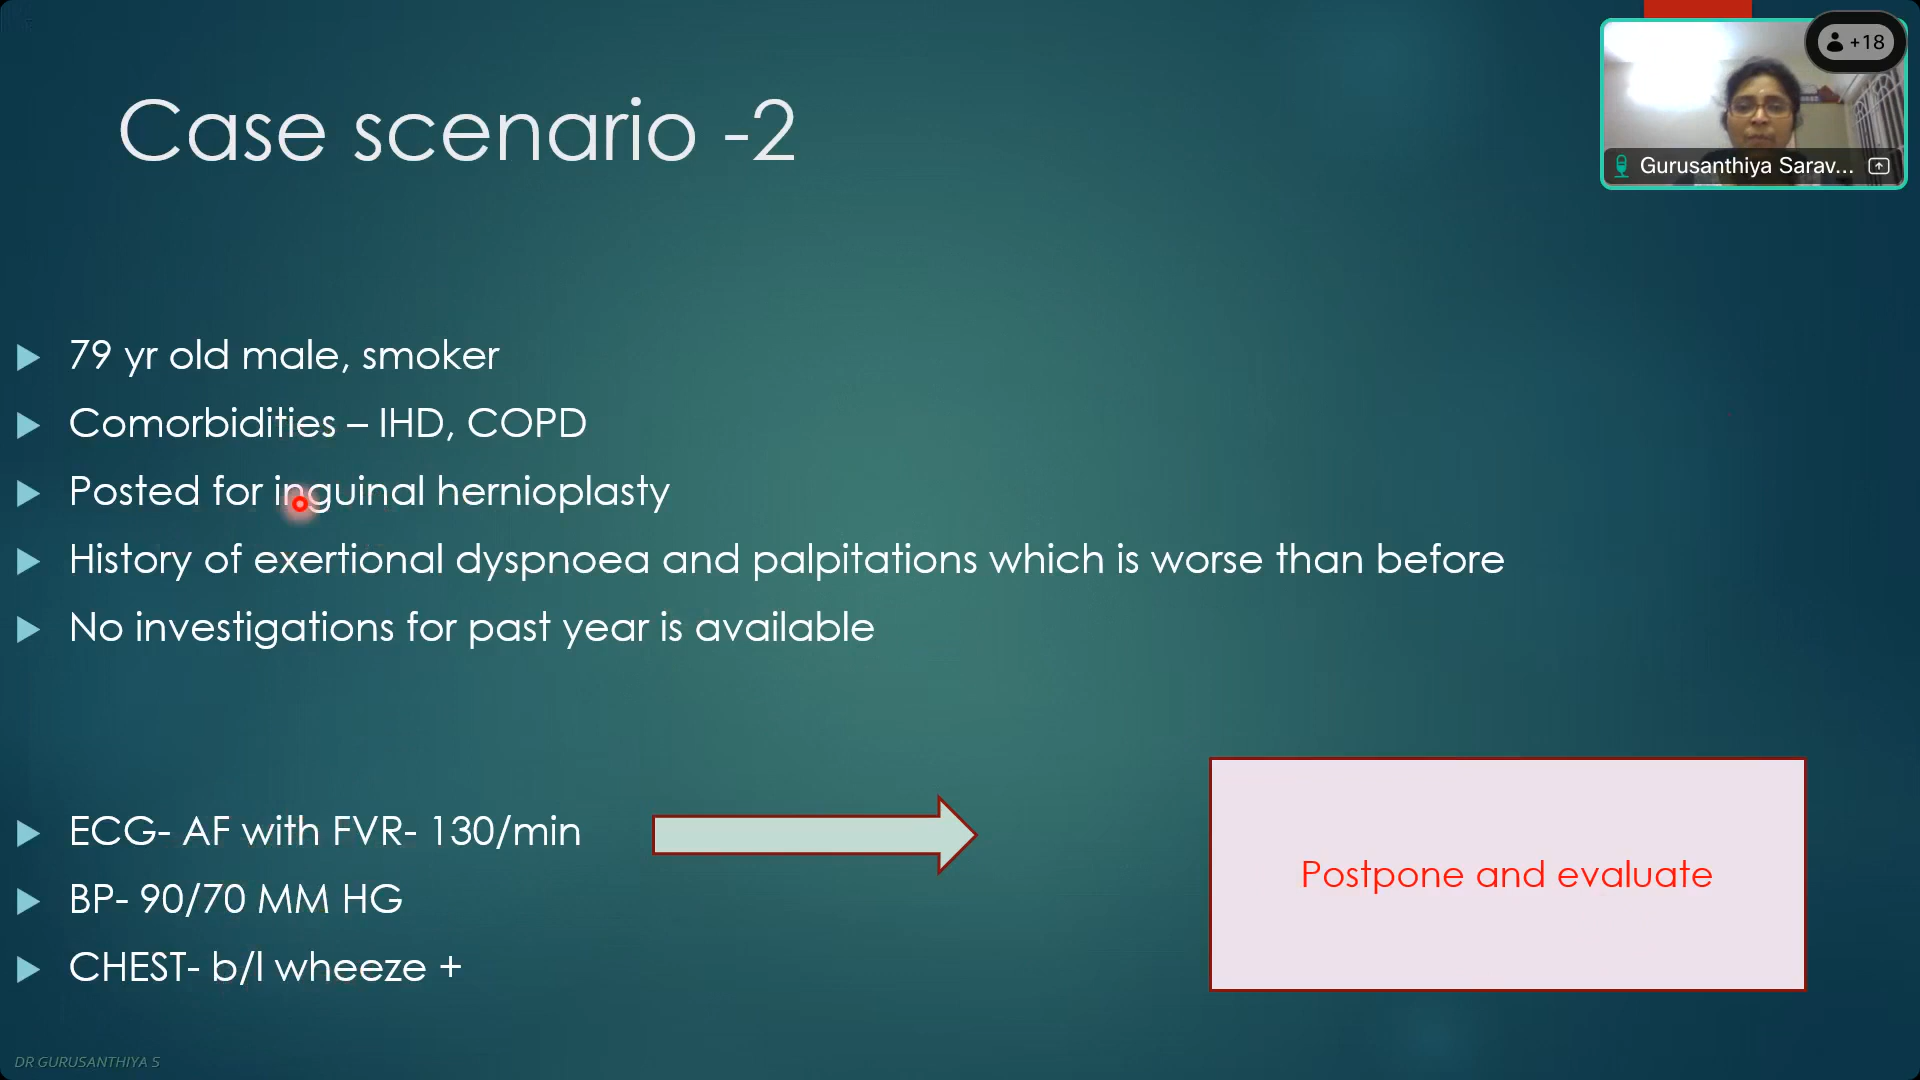 Case scenario -2
+18
Gurusanthiya Sarav...
79 yr old male, smoker
Comorbidities – IHD, COPD
Posted for inguinal hernioplasty
History of exertional dyspnoea and palpitations which is worse than before
No investigations for past year is available
ECG- AF with FVR- 130/min
BP- 90/70 MM HG
CHEST- b/l wheeze +
Postpone and evaluate
DR GURUSANTHIYA S